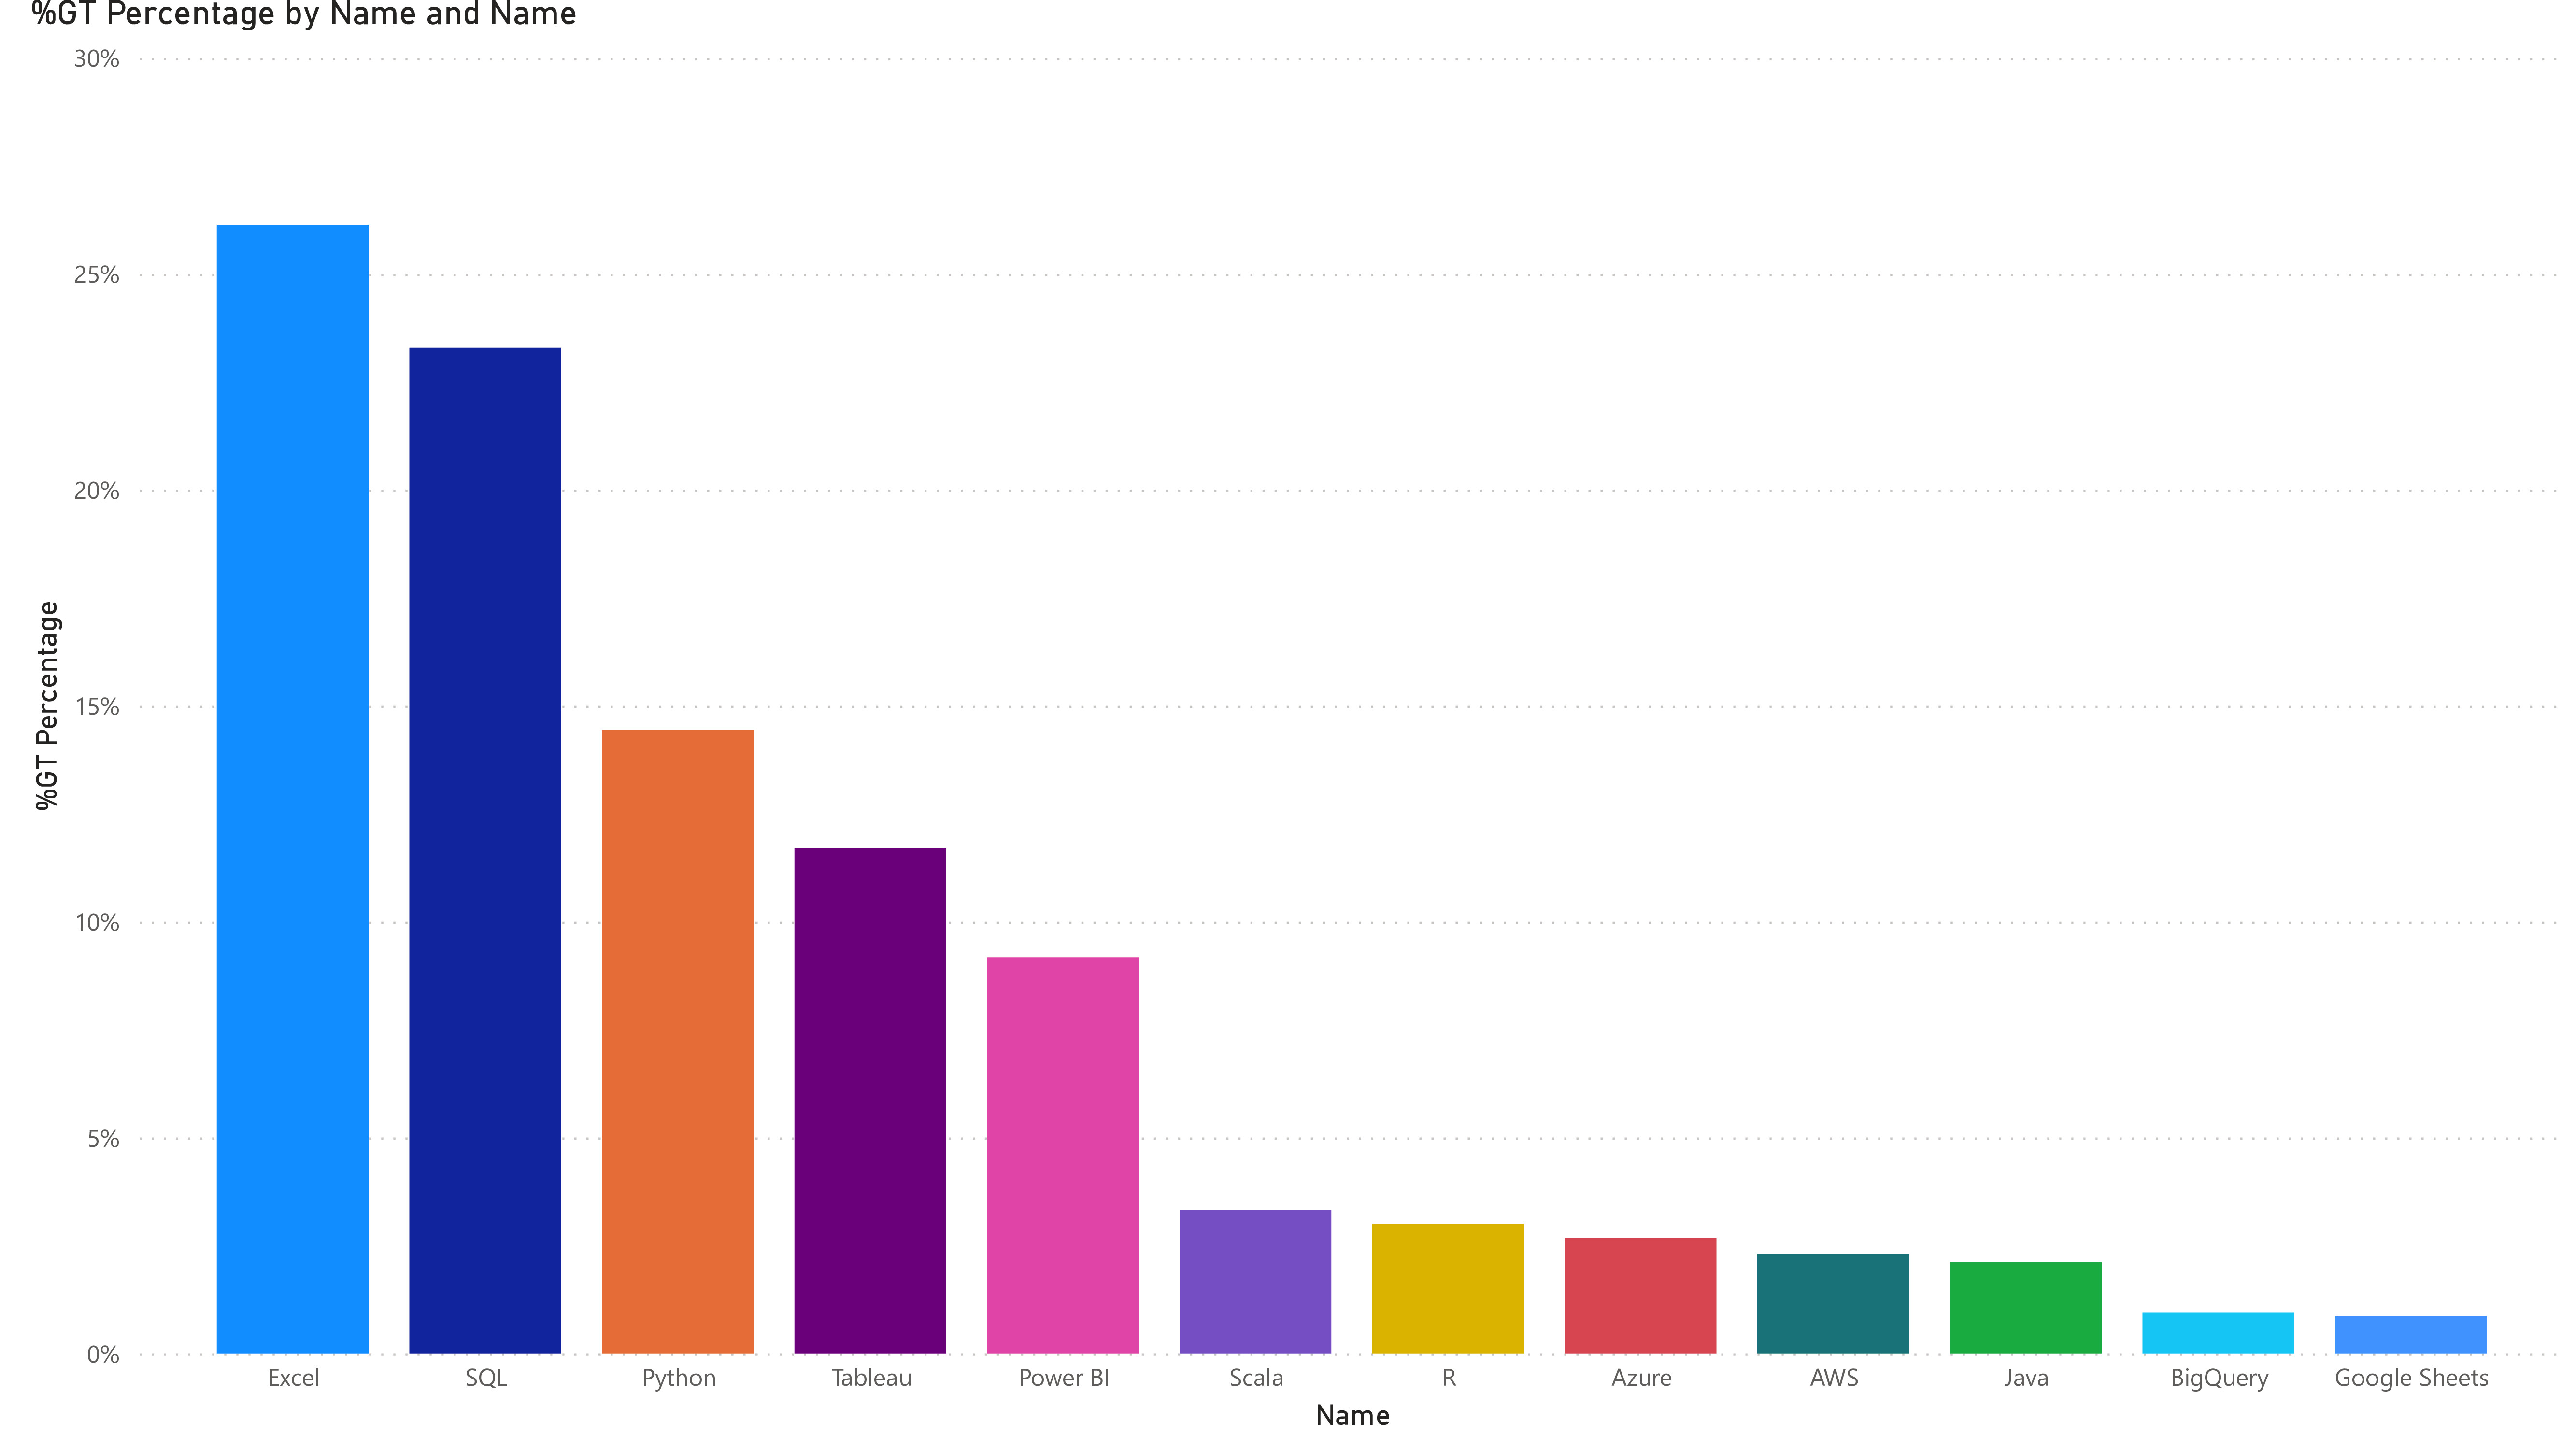 %GT Percentage by Name and Name
30%
25%
20%
15%
10%
5%
0%
%GT Percentage
Excel
SQL
Python
Tableau
Power BI
Scala
R
Azure
AWS
Java
BigQuery
Google Sheets
Name